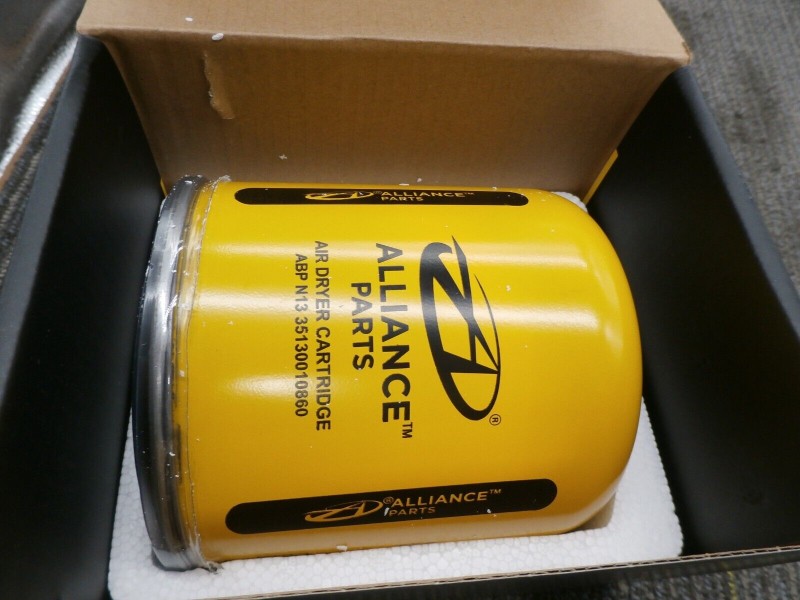 ®ALLIANCE™
PARTS
®
ALLIANCE™
PARTS
AIR DRYER CARTRIDGE
ABP N13 35130010860
®ALLIANCE™
PARTS